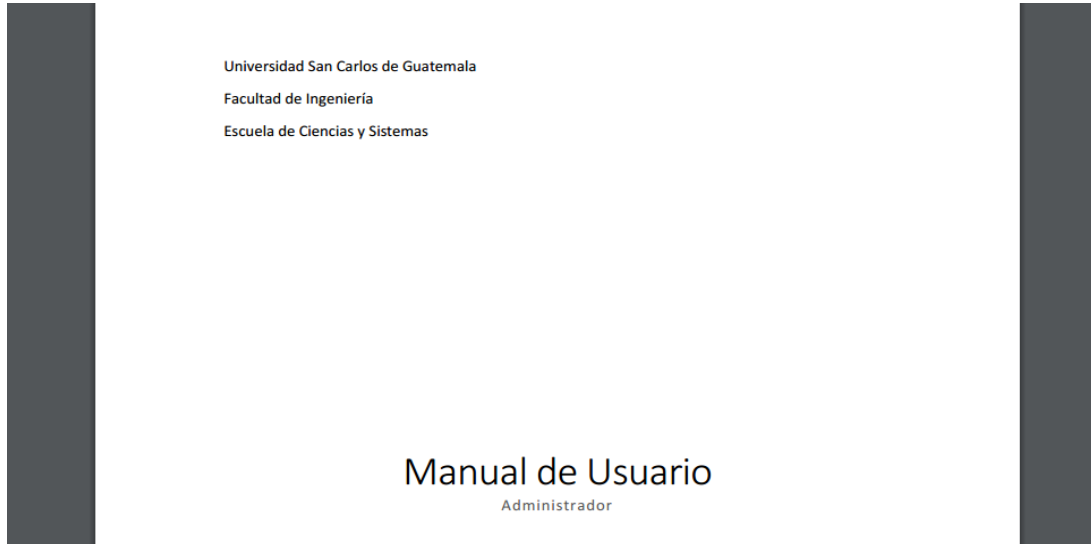 Universidad San Carlos de Guatemala
Facultad de Ingeniería
Escuela de Ciencias y Sistemas
Manual de Usuario
Administrador